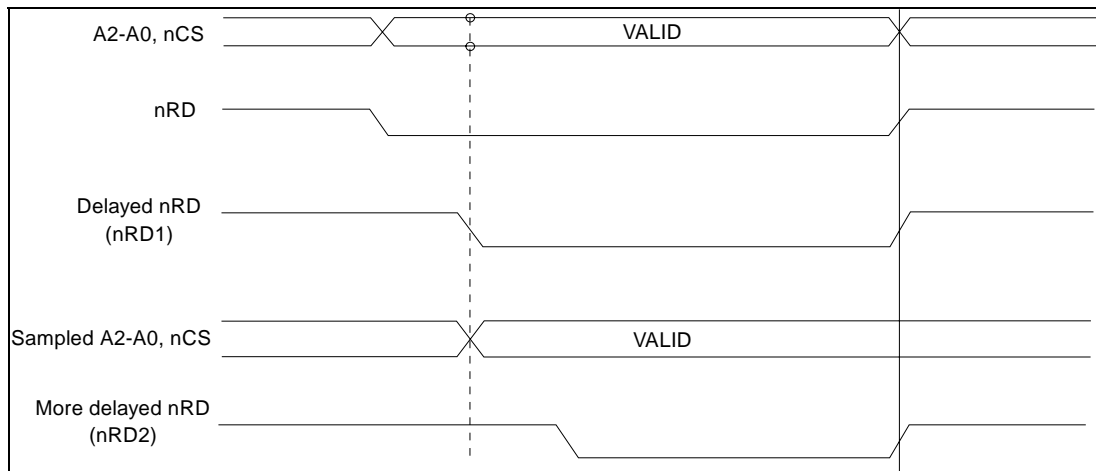 A2-A0, nCS
VALID
nRD
Delayed nRD
(nRD1)
Sampled A2-A0, nCS
VALID
More delayed nRD
(nRD2)